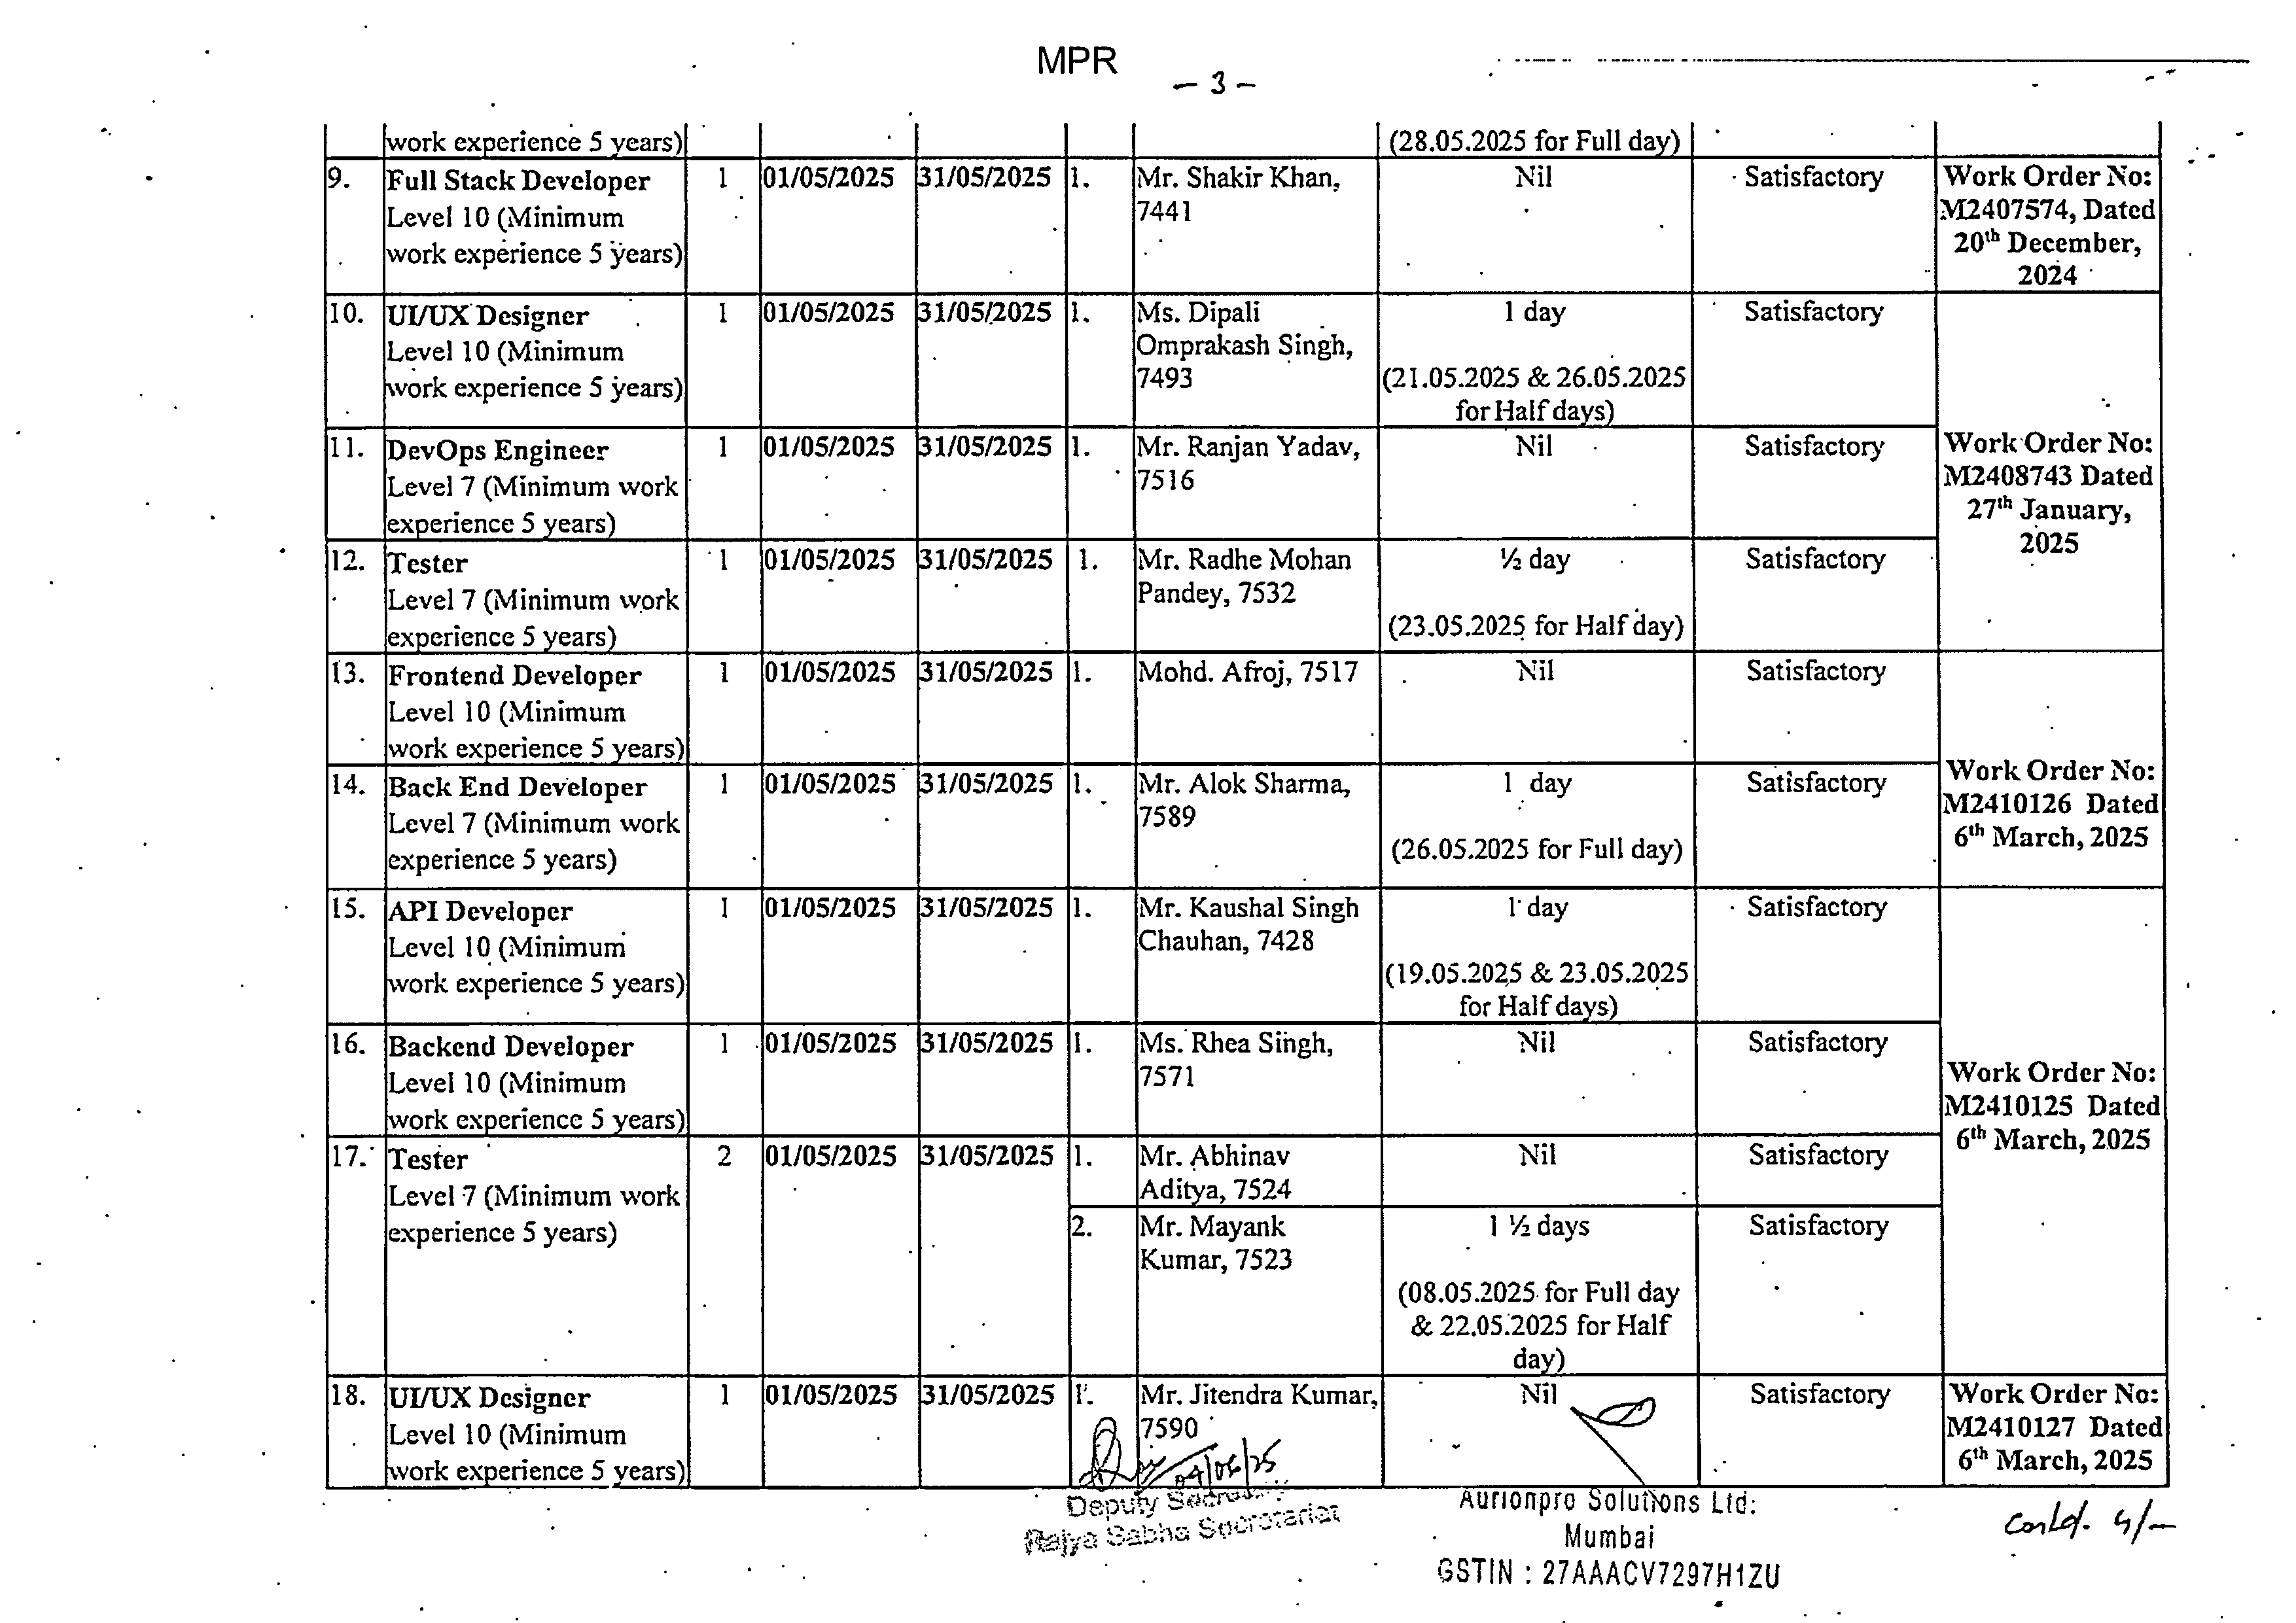 MPR
- 3 -
work experience 5 years)
(28.05.2025 for Full day)
9. Full Stack Developer 1 01/05/2025 31/05/2025 1. Mr. Shakir Khan, Nil Satisfactory Work Order No:
Level 10 (Minimum 7441 M2407574, Dated
work experience 5 years) 20th December,
2024
10. UI/UX Designer 1 01/05/2025 31/05/2025 1. Ms. Dipali 1 day Satisfactory
Level 10 (Minimum Omprakash Singh,
work experience 5 years) 7493 (21.05.2025 & 26.05.2025
for Half days)
11. DevOps Engineer 1 01/05/2025 31/05/2025 1. Mr. Ranjan Yadav, Nil Satisfactory Work Order No:
Level 7 (Minimum work 7516 M2408743 Dated
experience 5 years) 27th January,
2025
12. Tester 1 01/05/2025 31/05/2025 1. Mr. Radhe Mohan ½ day Satisfactory
Level 7 (Minimum work Pandey, 7532
experience 5 years) (23.05.2025 for Half day)
13. Frontend Developer 1 01/05/2025 31/05/2025 1. Mohd. Afroj, 7517 Nil Satisfactory
Level 10 (Minimum
work experience 5 years)
14. Back End Developer 1 01/05/2025 31/05/2025 1. Mr. Alok Sharma, 1 day Satisfactory Work Order No:
Level 7 (Minimum work 7589 M2410126 Dated
experience 5 years) (26.05.2025 for Full day) 6th March, 2025
15. API Developer 1 01/05/2025 31/05/2025 1. Mr. Kaushal Singh 1 day Satisfactory
Level 10 (Minimum Chauhan, 7428
work experience 5 years) (19.05.2025 & 23.05.2025
for Half days)
16. Backend Developer 1 01/05/2025 31/05/2025 1. Ms. Rhea Singh, Nil Satisfactory Work Order No:
Level 10 (Minimum 7571 M2410125 Dated
work experience 5 years) 6th March, 2025
17. Tester 2 01/05/2025 31/05/2025 1. Mr. Abhinav Nil Satisfactory
Level 7 (Minimum work Aditya, 7524
experience 5 years) 2. Mr. Mayank 1 ½ days Satisfactory
Kumar, 7523
(08.05.2025 for Full day
& 22.05.2025 for Half
day)
18. UI/UX Designer 1 01/05/2025 31/05/2025 1. Mr. Jitendra Kumar, Nil Satisfactory Work Order No:
Level 10 (Minimum 7590 M2410127 Dated
work experience 5 years) 6th March, 2025
04/06/25
Deputy Secretary
Rajya Sabha Secretariat
Aurionpro Solutions Ltd.
Mumbai
GSTIN : 27AAACV7297H1ZU
Contd. 4/-